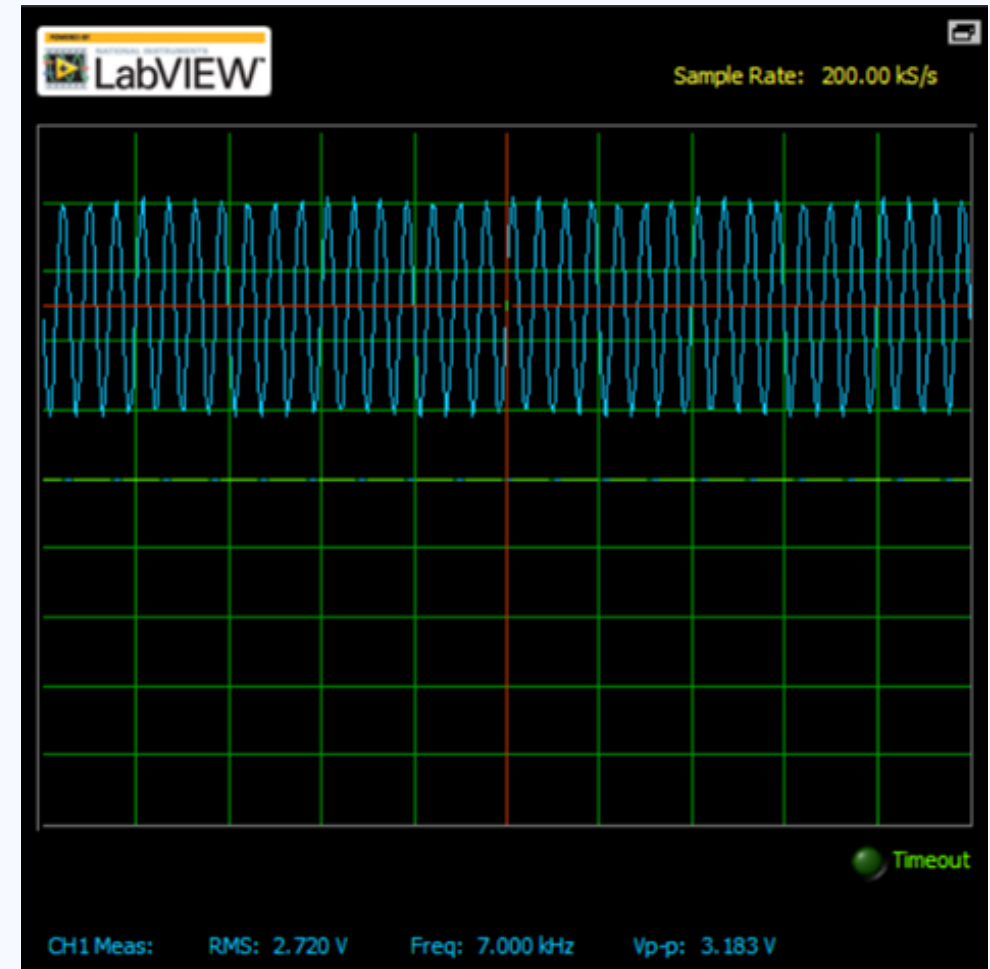 POWERED BY
NATIONAL INSTRUMENTS
LabVIEW™
Sample Rate: 200.00 kS/s
Timeout
CH1 Meas: RMS: 2.720 V Freq: 7.000 kHz Vp-p: 3.183 V